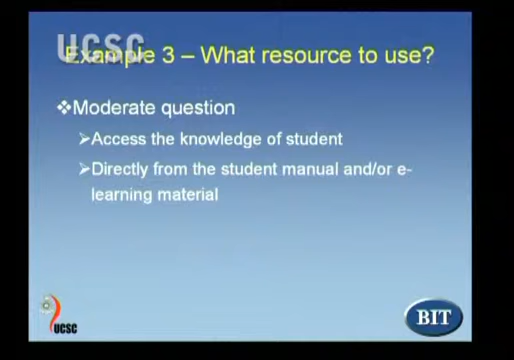 UCSC
Example 3 – What resource to use?
❖Moderate question
➢Access the knowledge of student
➢Directly from the student manual and/or e-
learning material
UCSC
BIT